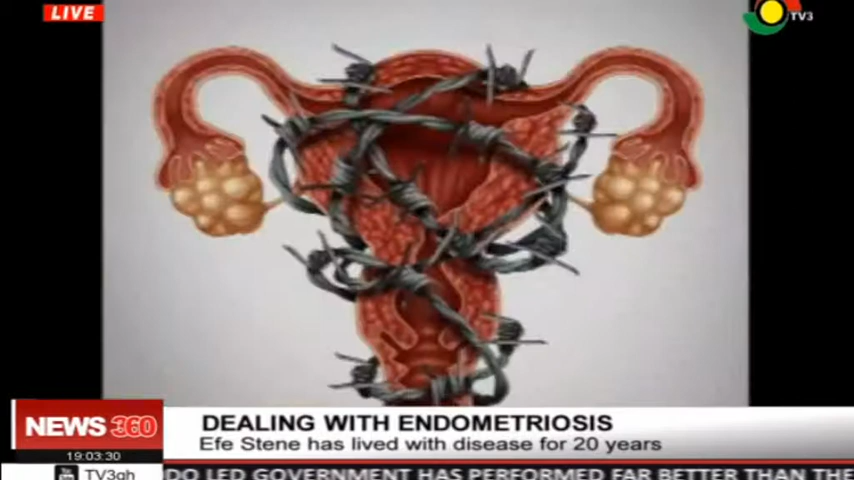 LIVE
TV3
NEWS 360
DEALING WITH ENDOMETRIOSIS
Efe Stene has lived with disease for 20 years
19:03:30
TV3gh
DO LED GOVERNMENT HAS PERFORMED FAR BETTER THAN THE